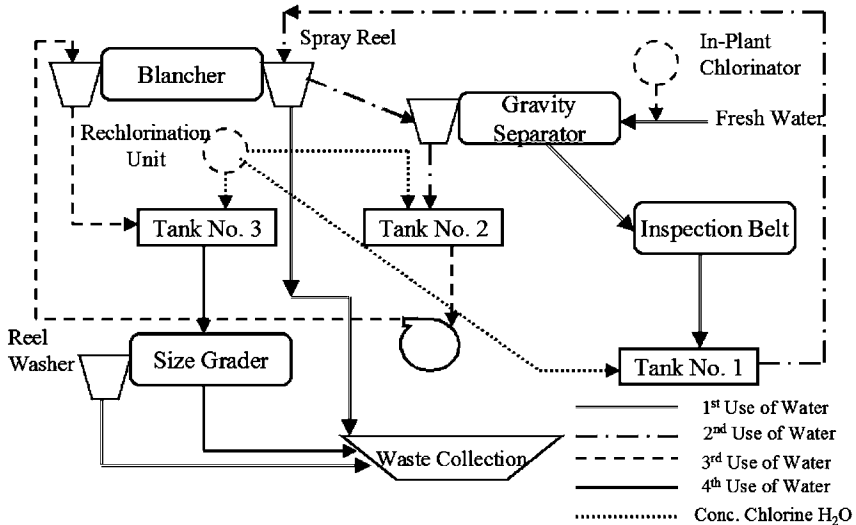 Spray Reel
In-Plant
Chlorinator
Blancher
Gravity
Separator
Fresh Water
Rechlorination
Unit
Tank No. 3
Tank No. 2
Inspection Belt
Reel
Washer
Size Grader
Tank No. 1
Waste Collection
1st Use of Water
2nd Use of Water
3rd Use of Water
4th Use of Water
Conc. Chlorine H2O